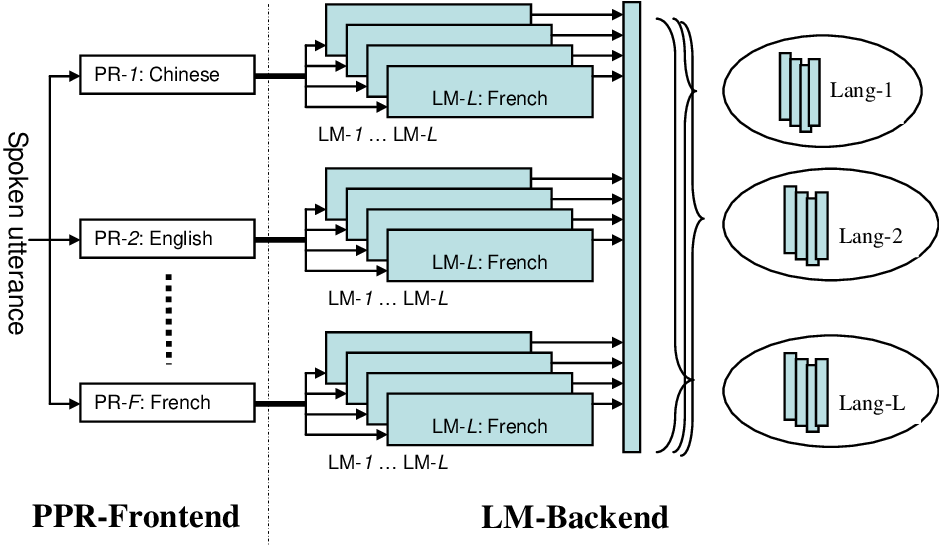 Spoken utterance
PR-1: Chinese
LM-L: French
LM-1 … LM-L
Lang-1
PR-2: English
LM-L: French
LM-1 … LM-L
Lang-2
PR-F: French
LM-L: French
LM-1 … LM-L
Lang-L
PPR-Frontend
LM-Backend